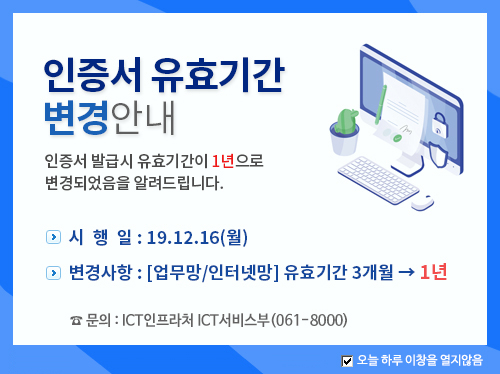 인증서 유효기간
변경안내
인증서 발급시 유효기간이 1년으로
변경되었음을 알려드립니다.
시 행 일 : 19.12.16(월)
변경사항 : [업무망/인터넷망] 유효기간 3개월 → 1년
☎ 문의 : ICT인프라처 ICT서비스부 (061-8000)
오늘 하루 이창을 열지않음